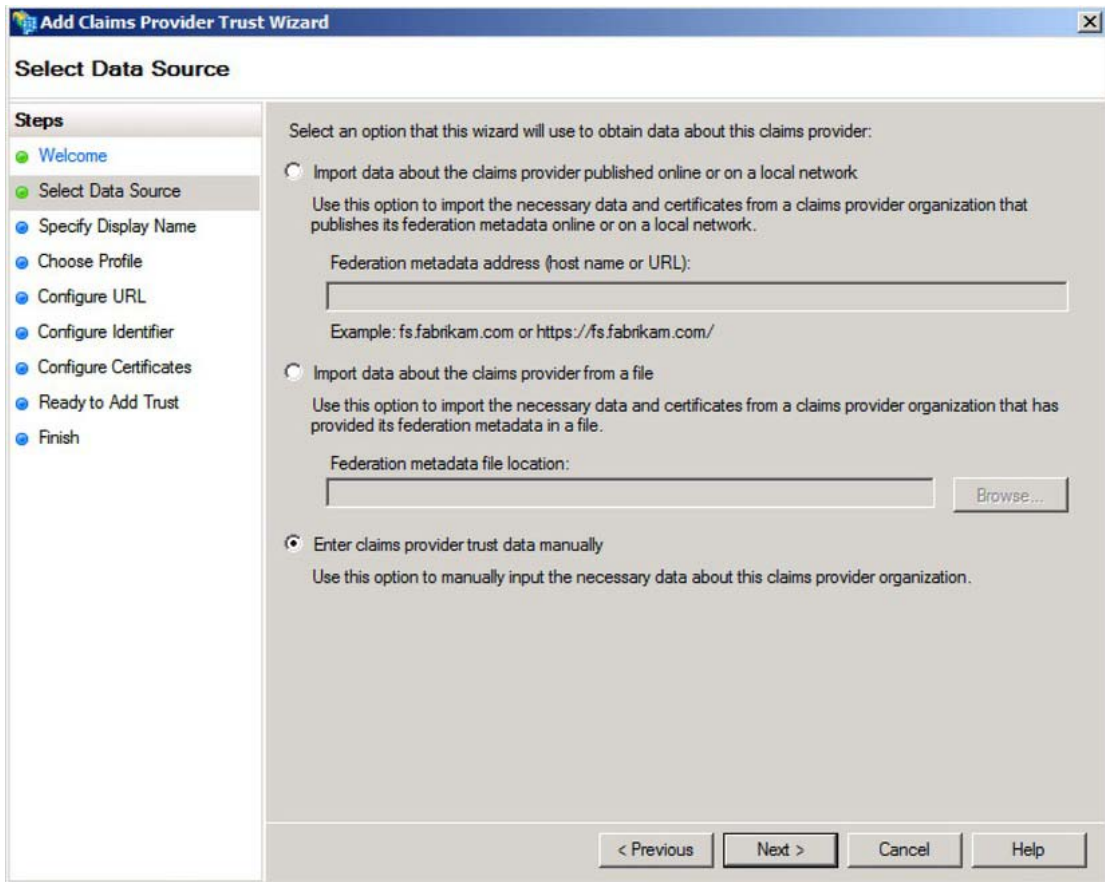 Add Claims Provider Trust Wizard
Select Data Source
Steps
Welcome
Select Data Source
Specify Display Name
Choose Profile
Configure URL
Configure Identifier
Configure Certificates
Ready to Add Trust
Finish
Select an option that this wizard will use to obtain data about this claims provider:
Import data about the claims provider published online or on a local network
Use this option to import the necessary data and certificates from a claims provider organization that
publishes its federation metadata online or on a local network.
Federation metadata address (host name or URL):
Example: fs.fabrikam.com or https://fs.fabrikam.com/
Import data about the claims provider from a file
Use this option to import the necessary data and certificates from a claims provider organization that has
provided its federation metadata in a file.
Federation metadata file location:
Browse...
Enter claims provider trust data manually
Use this option to manually input the necessary data about this claims provider organization.
< Previous
Next >
Cancel
Help